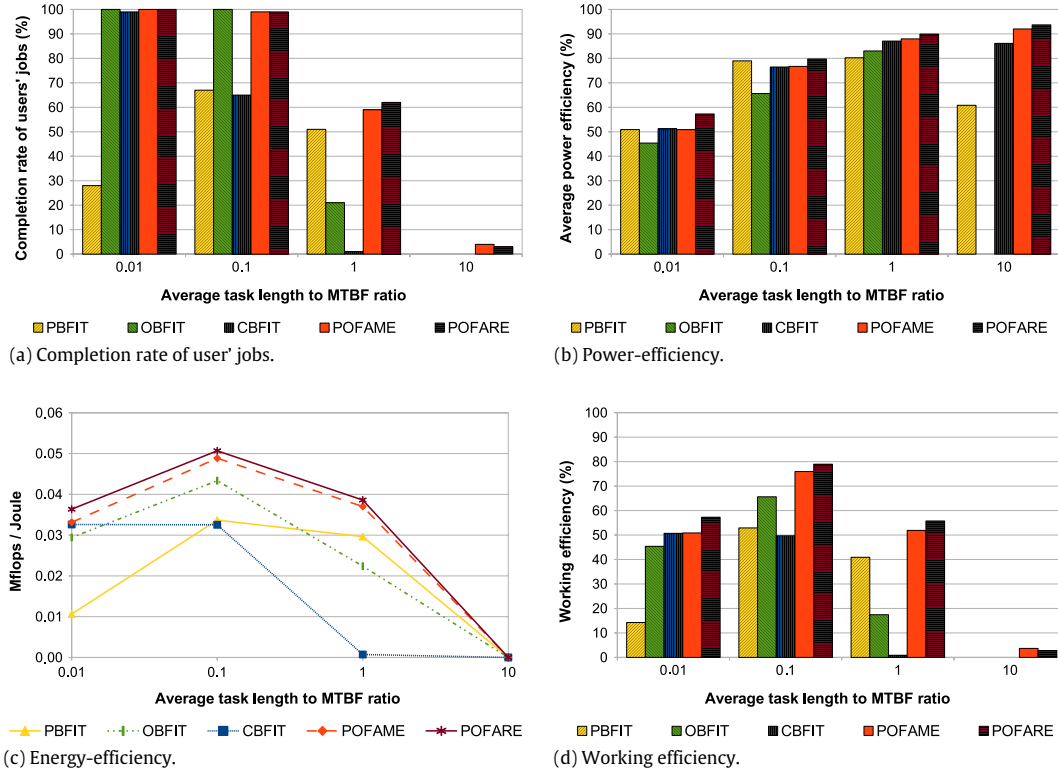 100
90
80
70
60
50
40
30
20
10
0
Completion rate of users' jobs (%)
0.01 0.1 1 10
Average task length to MTBF ratio
PBFIT OBFIT CBFIT POFAME POFARE
(a) Completion rate of user' jobs.
100
90
80
70
60
50
40
30
20
10
0
Average power efficiency (%)
0.01 0.1 1 10
Average task length to MTBF ratio
PBFIT OBFIT CBFIT POFAME POFARE
(b) Power-efficiency.
0.06
0.05
0.04
0.03
0.02
0.01
0.00
Mflops / Joule
0.01 0.1 1 10
Average task length to MTBF ratio
PBFIT OBFIT CBFIT POFAME POFARE
(c) Energy-efficiency.
100
90
80
70
60
50
40
30
20
10
0
Working efficiency (%)
0.01 0.1 1 10
Average task length to MTBF ratio
PBFIT OBFIT CBFIT POFAME POFARE
(d) Working efficiency.